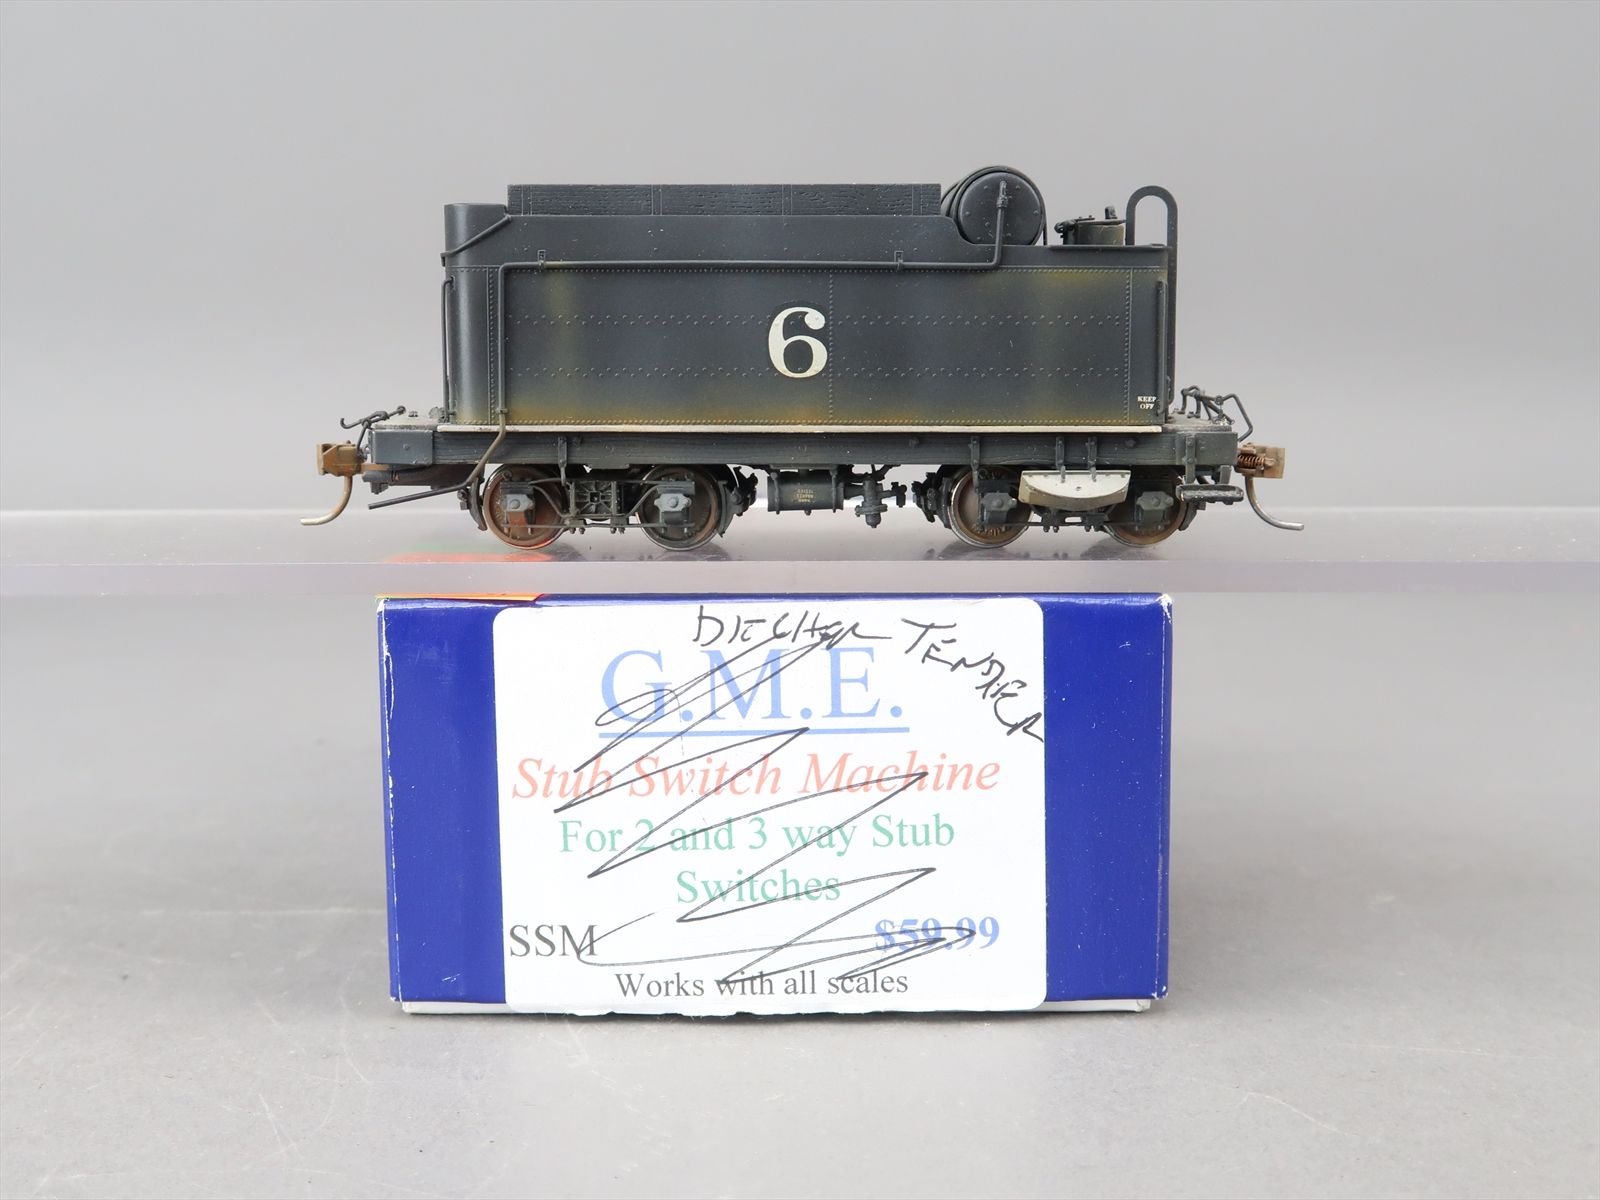 6
KEEP
OFF
TENDER
G.M.E.
Stub Switch Machine
For 2 and 3 way Stub
Switches
SSM $59.99
Works with all scales